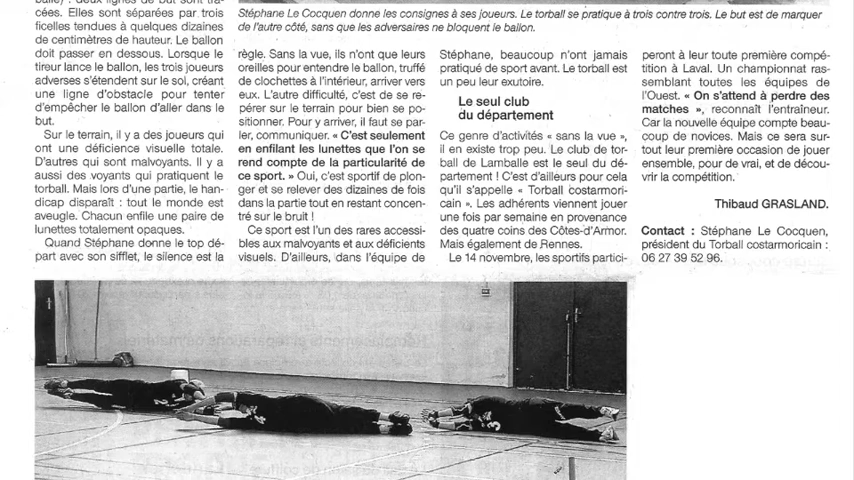 balle) : deux lignes de but sont tra-
cées. Elles sont séparées par trois
ficelles tendues à quelques dizaines
de centimètres de hauteur. Le ballon
doit passer en dessous. Lorsque le
tireur lance le ballon, les trois joueurs
adverses s'étendent sur le sol, créant
une ligne d'obstacle pour tenter
d'empêcher le ballon d'aller dans le
but.
Sur le terrain, il y a des joueurs qui
ont une déficience visuelle totale.
D'autres qui sont malvoyants. Il y a
aussi des voyants qui pratiquent le
torball. Mais lors d'une partie, le han-
dicap disparaît : tout le monde est
aveugle. Chacun enfile une paire de
lunettes totalement opaques.
Quand Stéphane donne le top dé-
part avec son sifflet, le silence est la
Stéphane Le Cocquen donne les consignes à ses joueurs. Le torball se pratique à trois contre trois. Le but est de marquer
de l'autre côté, sans que les adversaires ne bloquent le ballon.
règle. Sans la vue, ils n'ont que leurs
oreilles pour entendre le ballon, truffé
de clochettes à l'intérieur, arriver vers
eux. L'autre difficulté, c'est de se re-
pérer sur le terrain pour bien se po-
sitionner. Pour y arriver, il faut se par-
ler, communiquer. « C'est seulement
en enfilant les lunettes que l'on se
rend compte de la particularité de
ce sport. » Oui, c'est sportif de plon-
ger et se relever des dizaines de fois
dans la partie tout en restant concen-
tré sur le bruit !
Ce sport est l'un des rares accessi-
bles aux malvoyants et aux déficients
visuels. D'ailleurs, dans l'équipe de
Stéphane, beaucoup n'ont jamais
pratiqué de sport avant. Le torball est
un peu leur exutoire.
Le seul club
du département
Ce genre d'activités « sans la vue »,
il en existe trop peu. Le club de tor-
ball de Lamballe est le seul du dé-
partement ! C'est d'ailleurs pour cela
qu'il s'appelle « Torball costarmori-
cain ». Les adhérents viennent jouer
une fois par semaine en provenance
des quatre coins des Côtes-d'Armor.
Mais également de Rennes.
Le 14 novembre, les sportifs partici-
peront à leur toute première compé-
tition à Laval. Un championnat ras-
semblant toutes les équipes de
l'Ouest. « On s'attend à perdre des
matches », reconnaît l'entraîneur.
Car la nouvelle équipe compte beau-
coup de novices. Mais ce sera sur-
tout leur première occasion de jouer
ensemble, pour de vrai, et de décou-
vrir la compétition.
Thibaud GRASLAND.
Contact : Stéphane Le Cocquen,
président du Torball costarmoricain :
06 27 39 52 96.